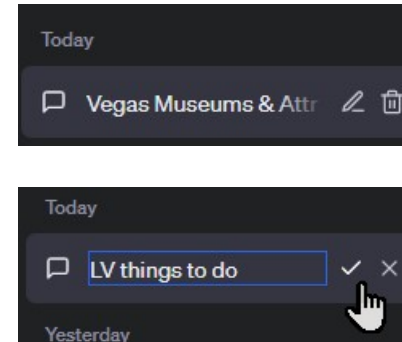 Today
Vegas Museums & Attr
Today
LV things to do
Yesterday